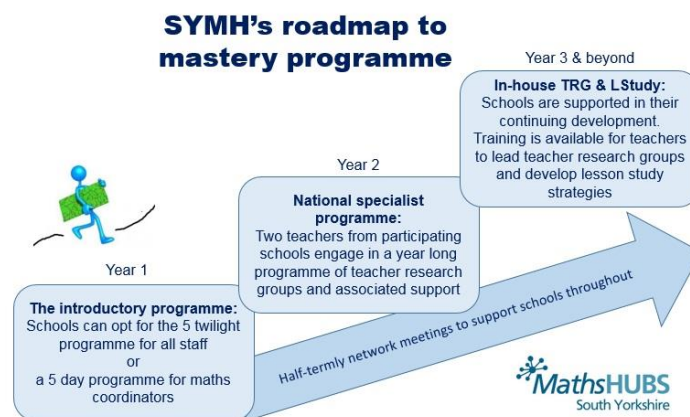 SYMH's roadmap to
mastery programme
Year 1
The introductory programme:
Schools can opt for the 5 twilight
programme for all staff
or
a 5 day programme for maths
coordinators
Year 2
National specialist
programme:
Two teachers from participating
schools engage in a year long
programme of teacher research
groups and associated support
Year 3 & beyond
In-house TRG & LStudy:
Schools are supported in their
continuing development.
Training is available for teachers
to lead teacher research groups
and develop lesson study
strategies
Half-termly network meetings to support schools throughout
MathsHUBS
South Yorkshire